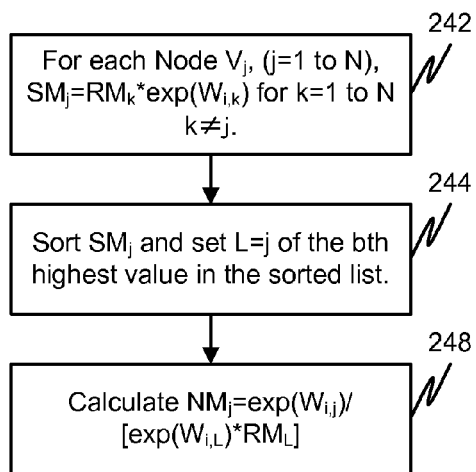 242
For each Node Vj, (j=1 to N),
SMj=RMk*exp(Wi,k) for k=1 to N
k≠j.
244
Sort SMj and set L=j of the bth
highest value in the sorted list.
248
Calculate NMj=exp(Wi,j)/
[exp(Wi,L)*RML]